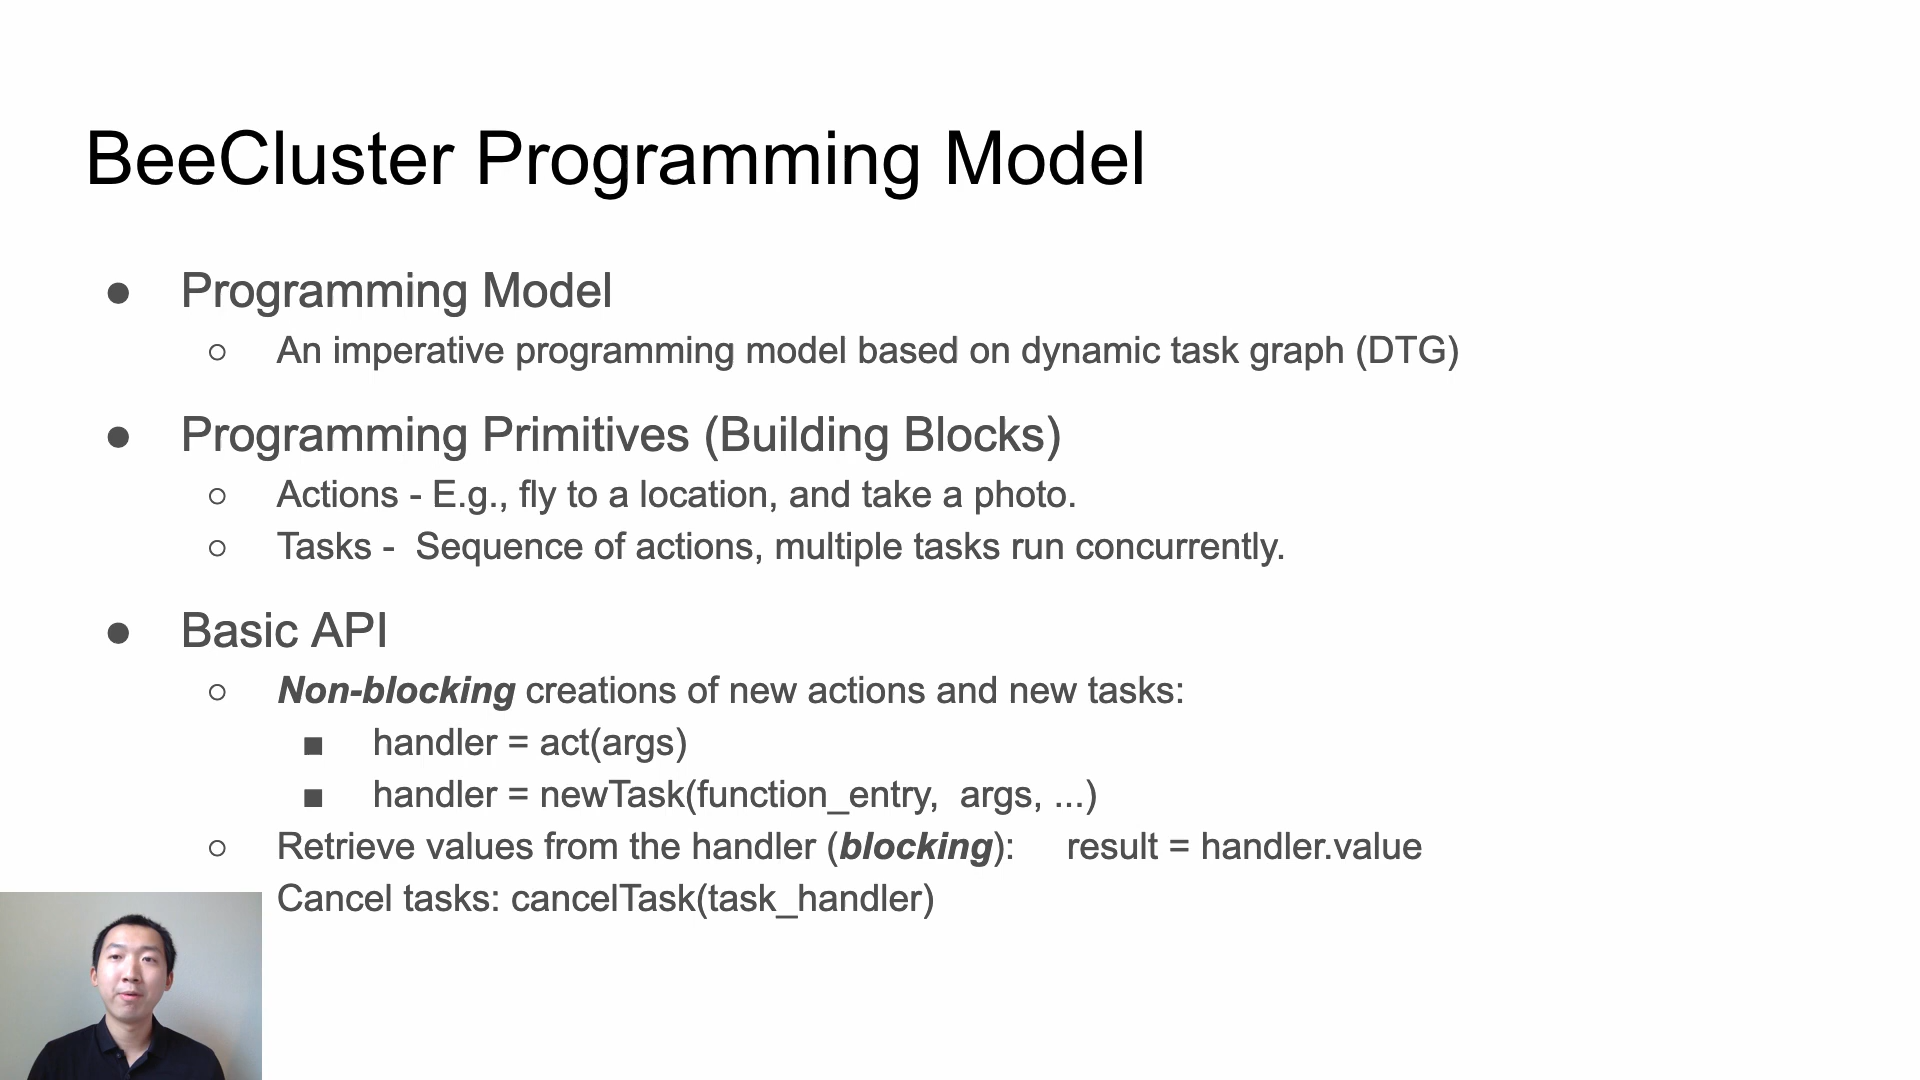 BeeCluster Programming Model
● Programming Model
○ An imperative programming model based on dynamic task graph (DTG)
● Programming Primitives (Building Blocks)
○ Actions - E.g., fly to a location, and take a photo.
○ Tasks -  Sequence of actions, multiple tasks run concurrently.
● Basic API
○ Non-blocking creations of new actions and new tasks:
■ handler = act(args)
■ handler = newTask(function_entry,  args, ...)
○ Retrieve values from the handler (blocking):     result = handler.value
Cancel tasks: cancelTask(task_handler)